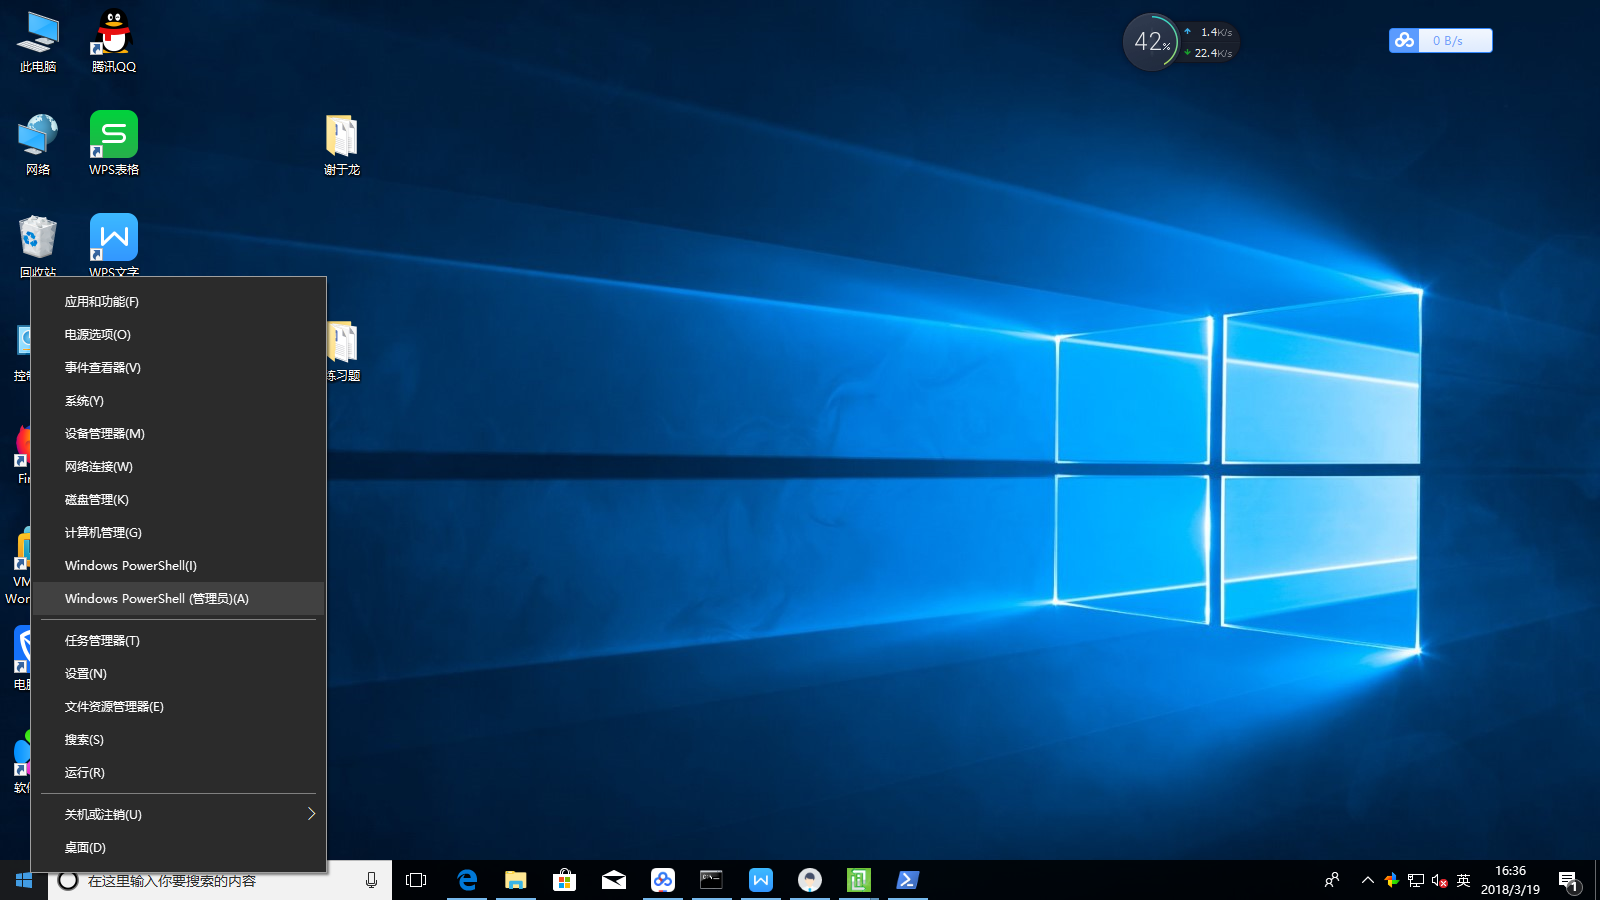 此电脑
腾讯QQ
42%
1.4K/s
22.4K/s
0 B/s
网络
WPS表格
谢于龙
回收站
WPS文字
应用和功能(F)
电源选项(O)
事件查看器(V)
系统(Y)
设备管理器(M)
网络连接(W)
磁盘管理(K)
计算机管理(G)
Windows PowerShell(I)
Windows PowerShell (管理员)(A)
任务管理器(T)
设置(N)
文件资源管理器(E)
搜索(S)
运行(R)
关机或注销(U)
桌面(D)
练习题
在这里输入你要搜索的内容
英
16:36
2018/3/19
1